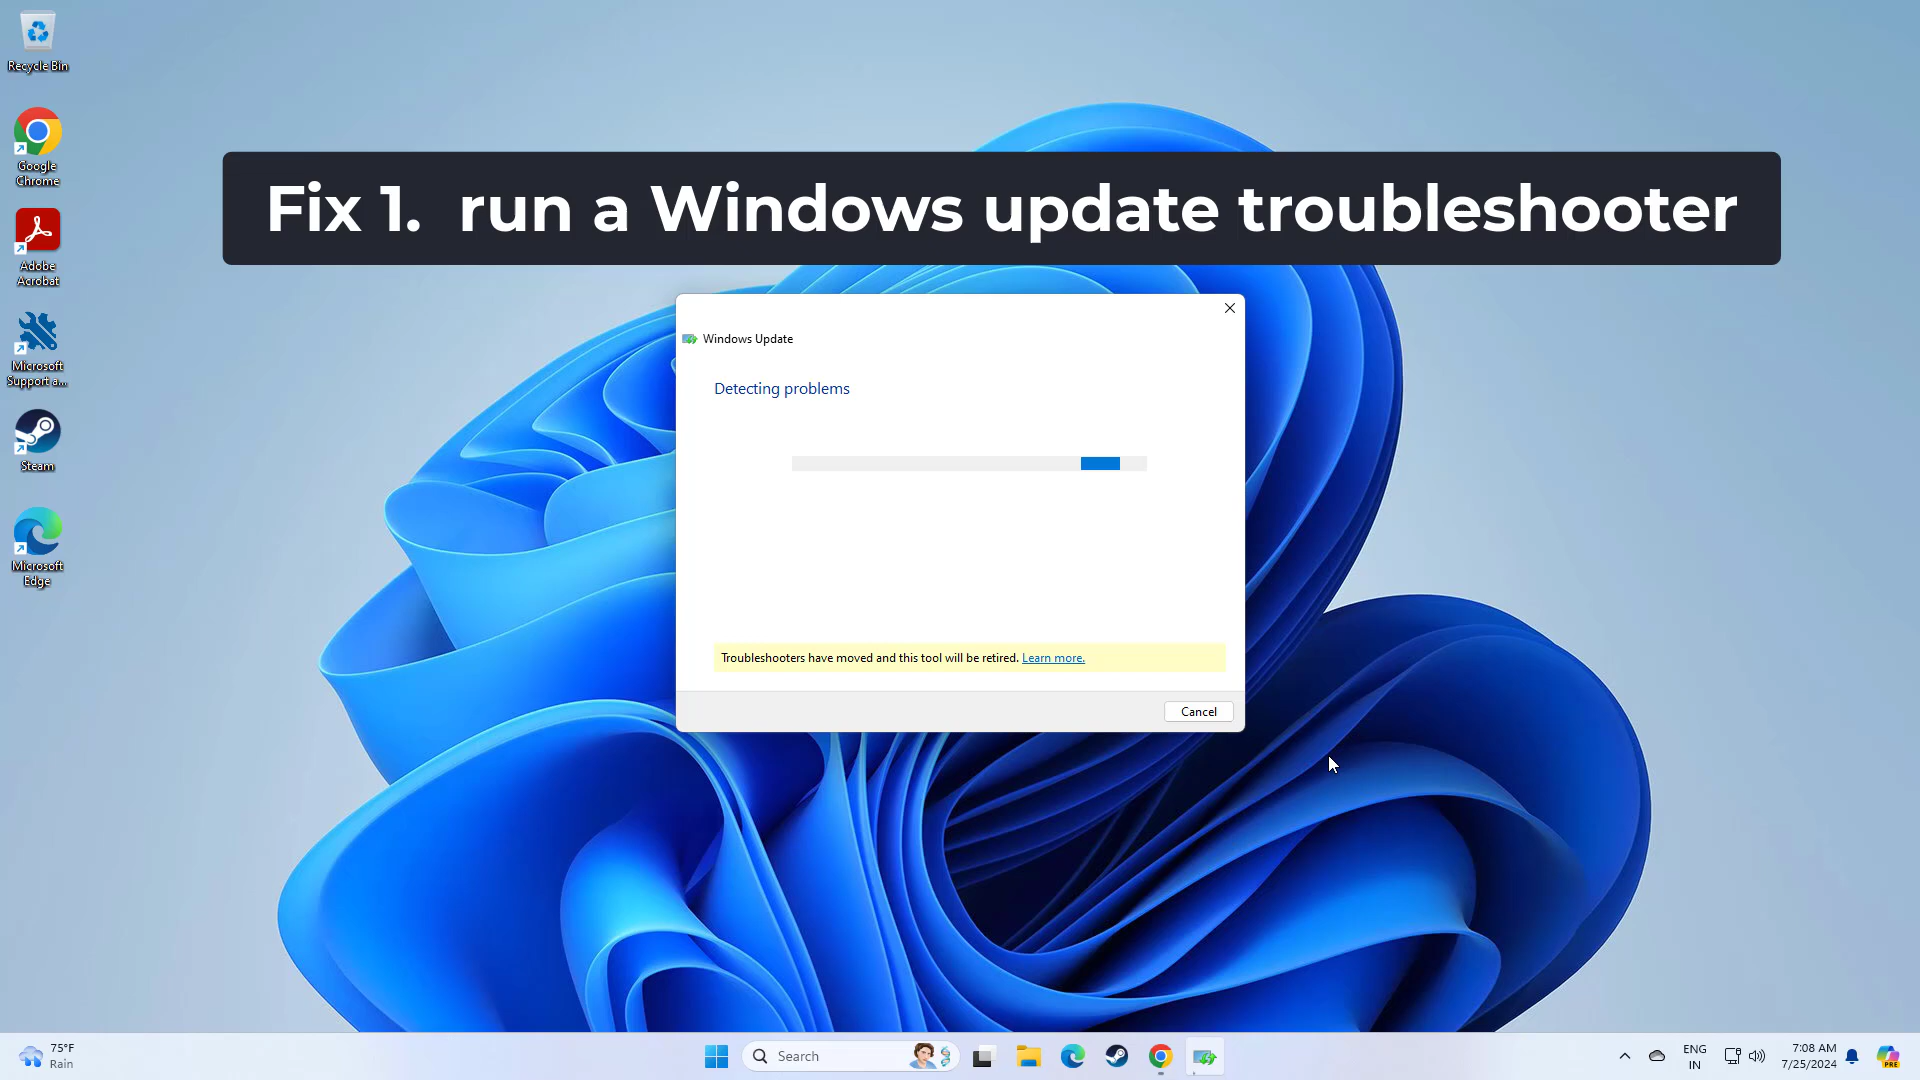 Recycle Bin
Google
Chrome
Adobe
Acrobat
Microsoft
Support a...
Steam
Microsoft
Edge
Fix 1. run a Windows update troubleshooter
Windows Update
Detecting problems
Troubleshooters have moved and this tool will be retired. Learn more.
Cancel
75°F
Rain
Search
ENG
IN
7:08 AM
7/25/2024
PRE